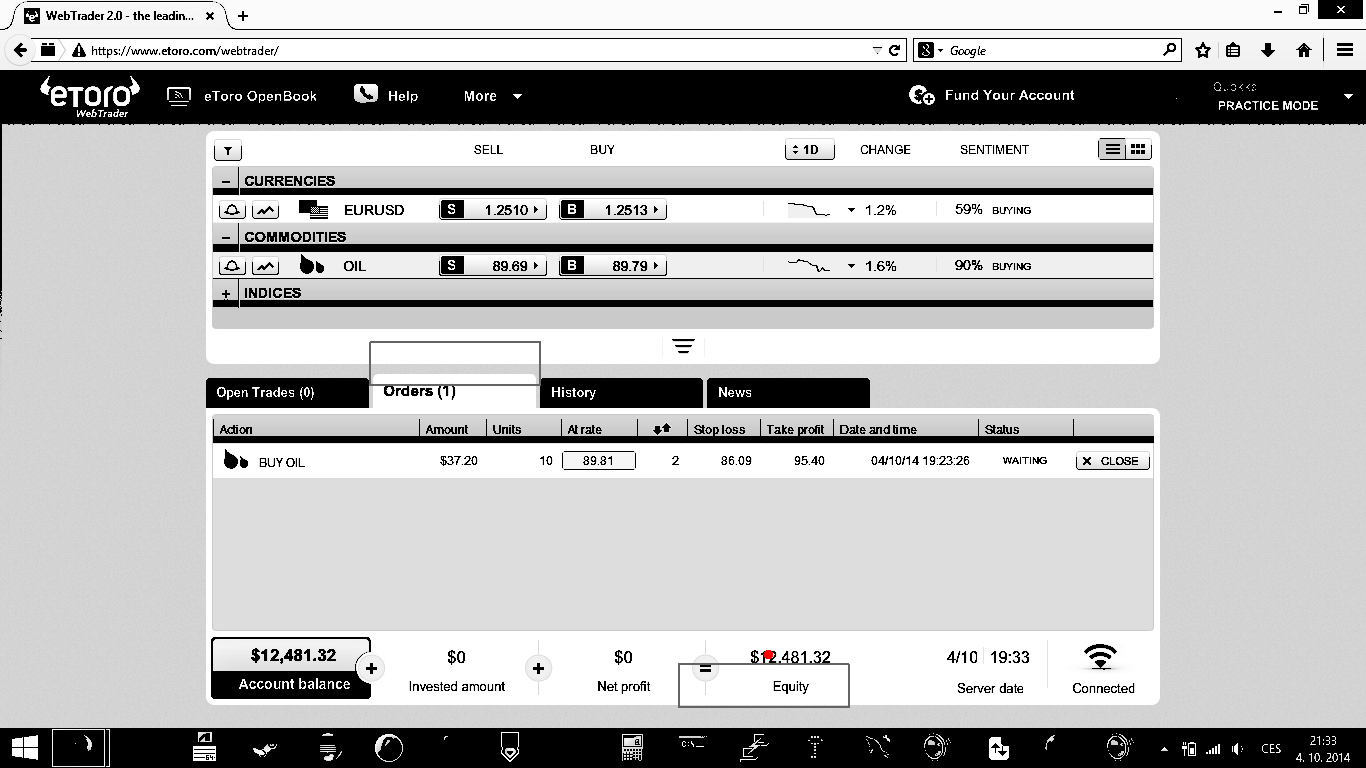 WebTrader 2.0 - the leadin...
https://www.etoro.com/webtrader/
Google
eToro WebTrader
eToro OpenBook
Help
More
Fund Your Account
PRACTICE MODE
SELL BUY 1D CHANGE SENTIMENT
CURRENCIES
EURUSD S 1.2510 B 1.2513 1.2% 59% BUYING
COMMODITIES
OIL S 89.69 B 89.79 1.6% 90% BUYING
INDICES
Open Trades (0) Orders (1) History News
Action Amount Units At rate Stop loss Take profit Date and time Status
BUY OIL $37.20 10 89.81 2 86.09 95.40 04/10/14 19:23:26 WAITING CLOSE
$12,481.32 + $0 + $0 = $12,481.32 4/10 19:33
Account balance Invested amount Net profit Equity Server date Connected
CES
21:33
4. 10. 2014